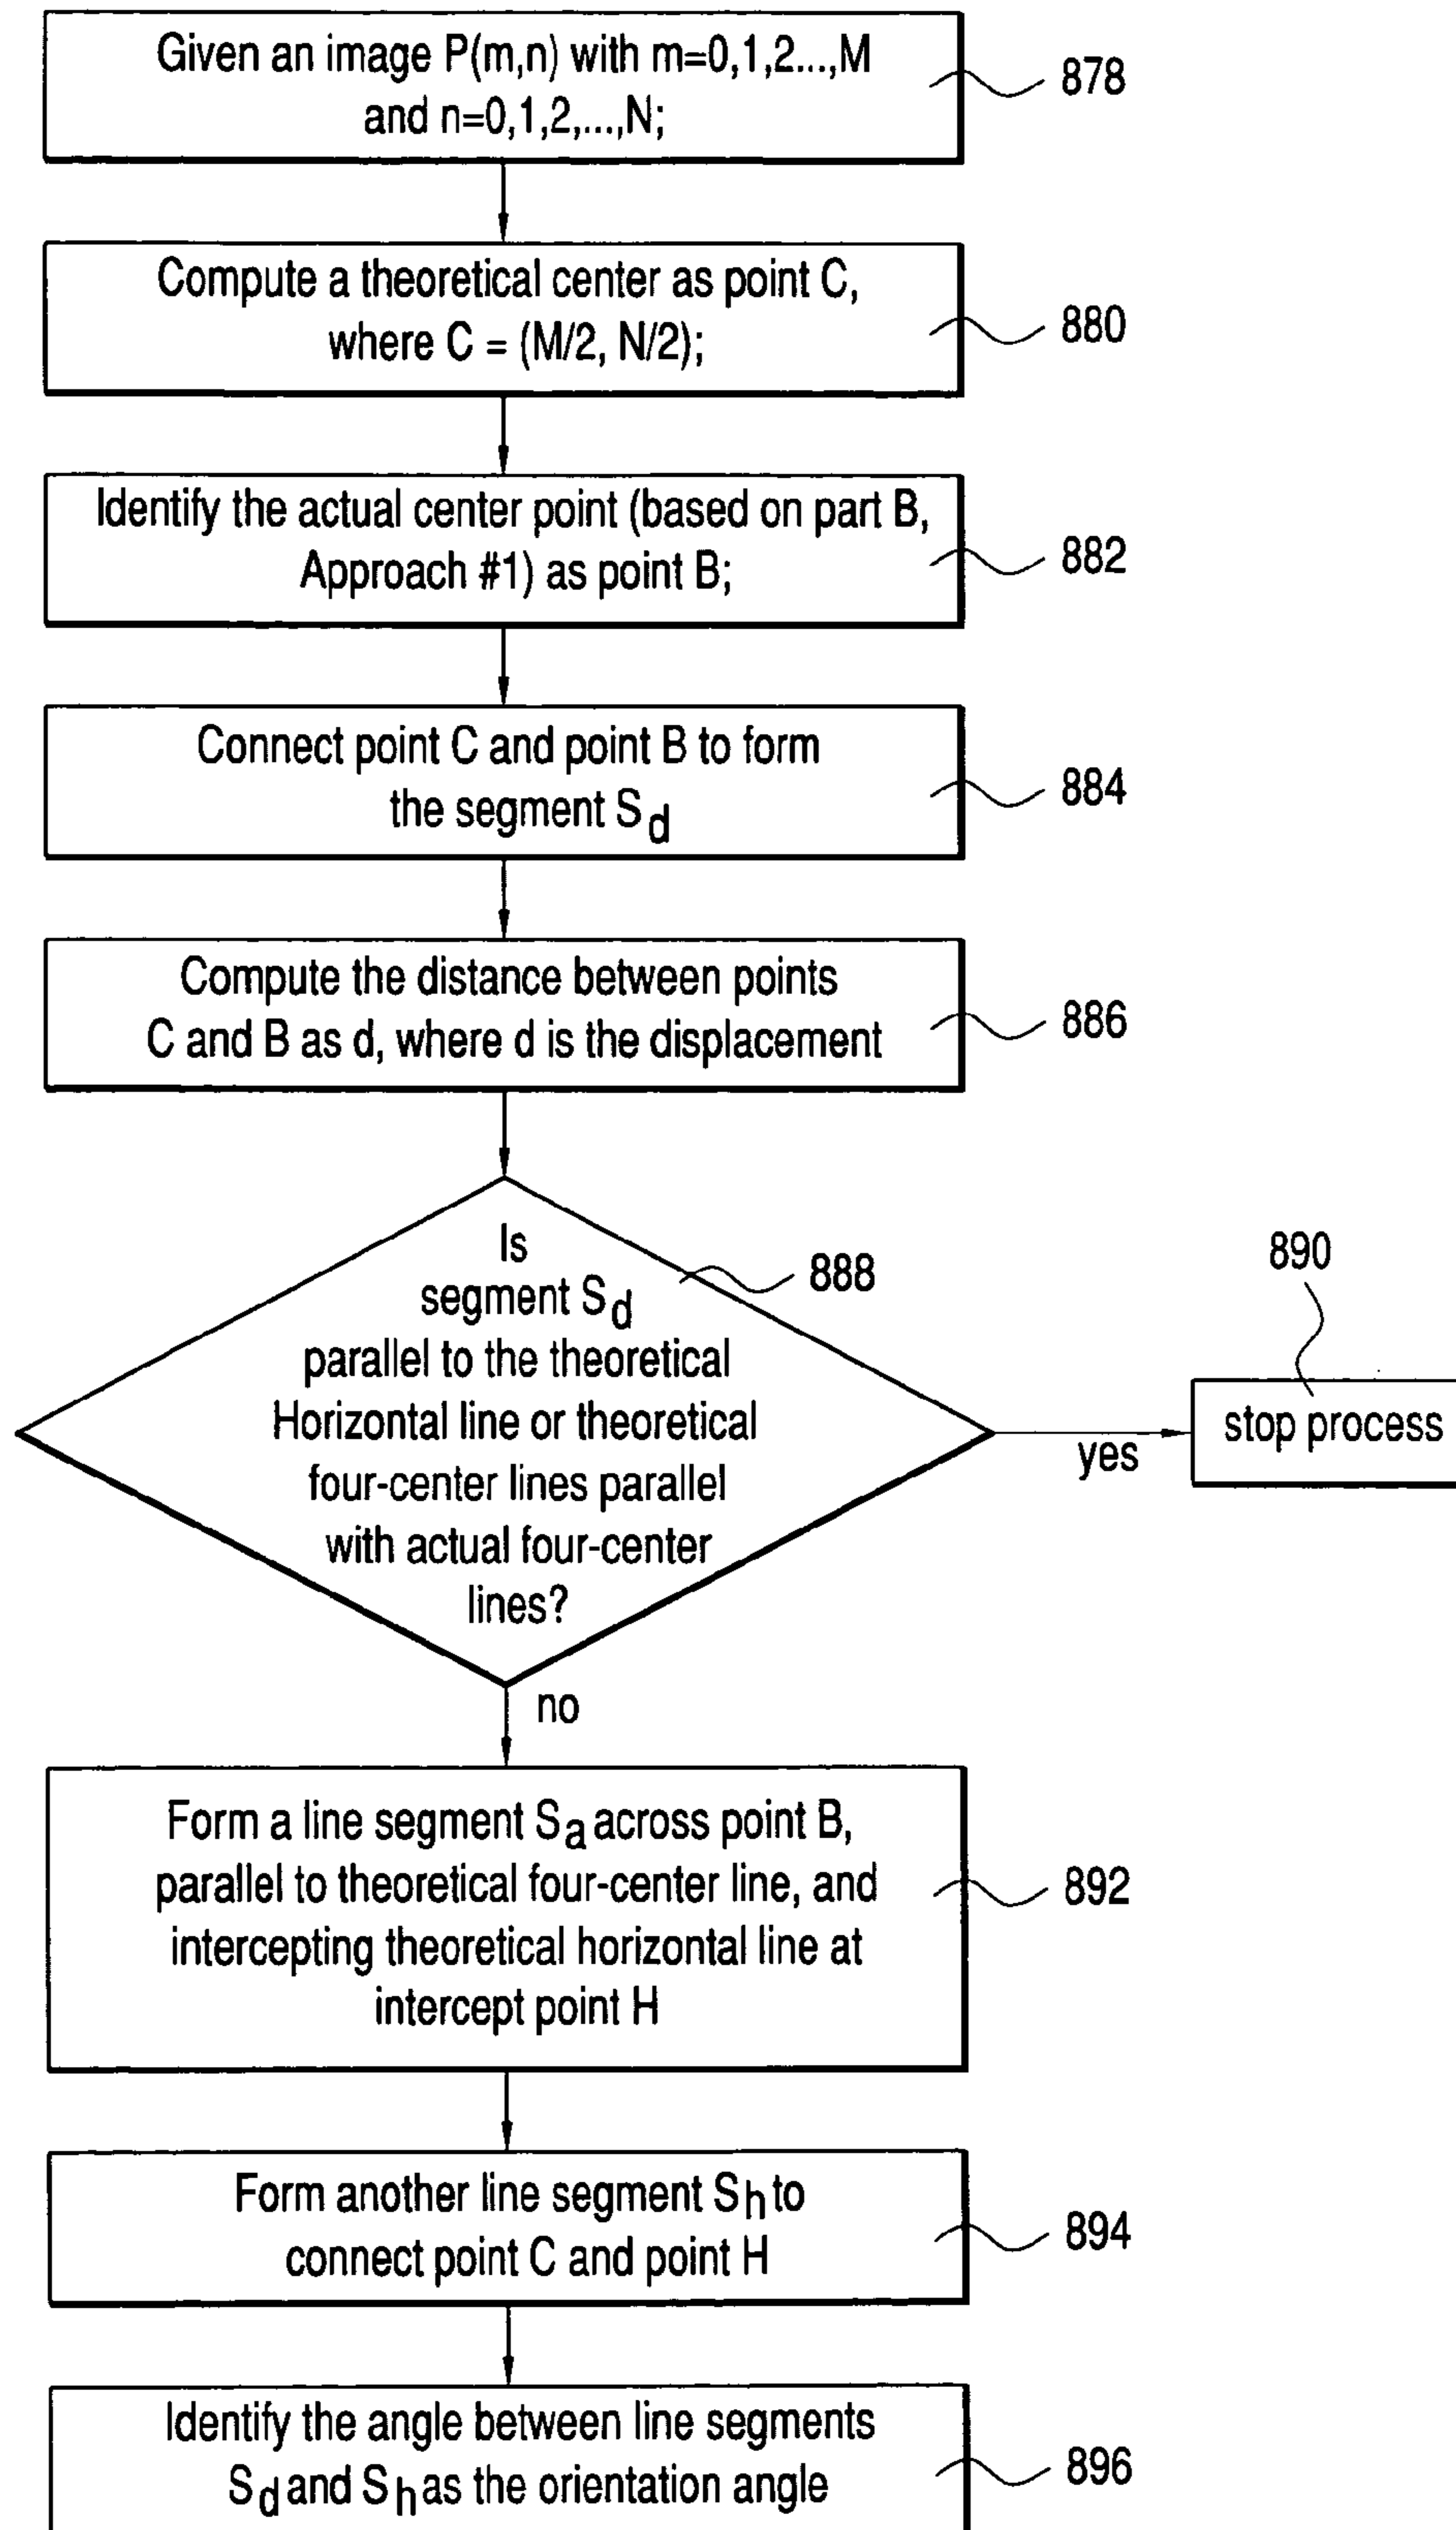 Given an image P(m,n) with m=0,1,2...,M
and n=0,1,2,...,N;
878
Compute a theoretical center as point C,
where C = (M/2, N/2);
880
Identify the actual center point (based on part B,
Approach #1) as point B;
882
Connect point C and point B to form
the segment Sd
884
Compute the distance between points
C and B as d, where d is the displacement
886
Is
segment Sd
parallel to the theoretical
Horizontal line or theoretical
four-center lines parallel
with actual four-center
lines?
888
yes
890
stop process
no
Form a line segment Sa across point B,
parallel to theoretical four-center line, and
intercepting theoretical horizontal line at
intercept point H
892
Form another line segment Sh to
connect point C and point H
894
Identify the angle between line segments
Sd and Sh as the orientation angle
896